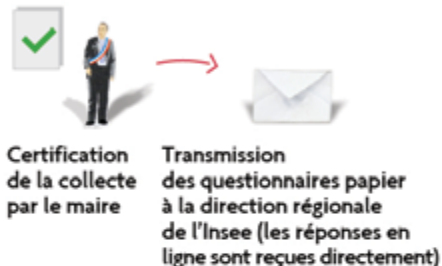 Certification
de la collecte
par le maire
Transmission
des questionnaires papier
à la direction régionale
de l'Insee (les réponses en
ligne sont reçues directement)